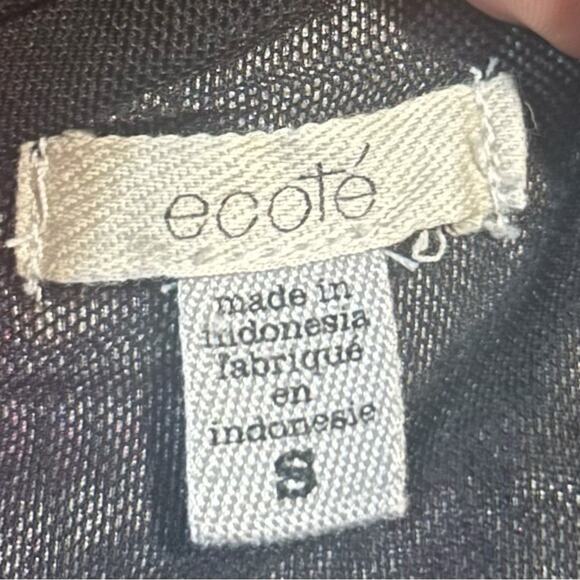 ecoté
made in
indonesia
fabriqué
en
indonesie
S